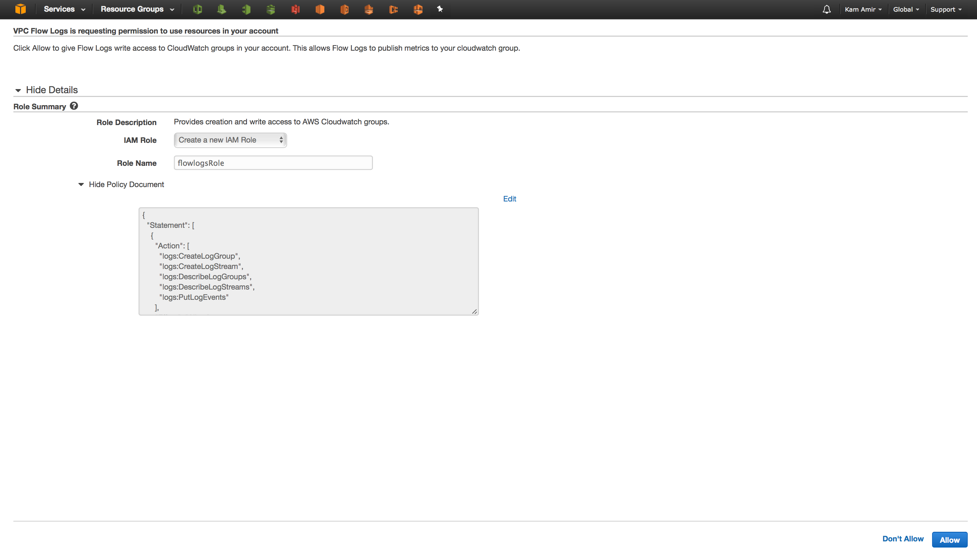 Services Resource Groups Kam Amir Global Support
VPC Flow Logs is requesting permission to use resources in your account
Click Allow to give Flow Logs write access to CloudWatch groups in your account. This allows Flow Logs to publish metrics to your cloudwatch group.
Hide Details
Role Summary ?
Role Description Provides creation and write access to AWS Cloudwatch groups.
IAM Role Create a new IAM Role
Role Name flowlogsRole
Hide Policy Document
Edit
{
"Statement": [
{
"Action": [
"logs:CreateLogGroup",
"logs:CreateLogStream",
"logs:DescribeLogGroups",
"logs:DescribeLogStreams",
"logs:PutLogEvents"
],
Don't Allow Allow